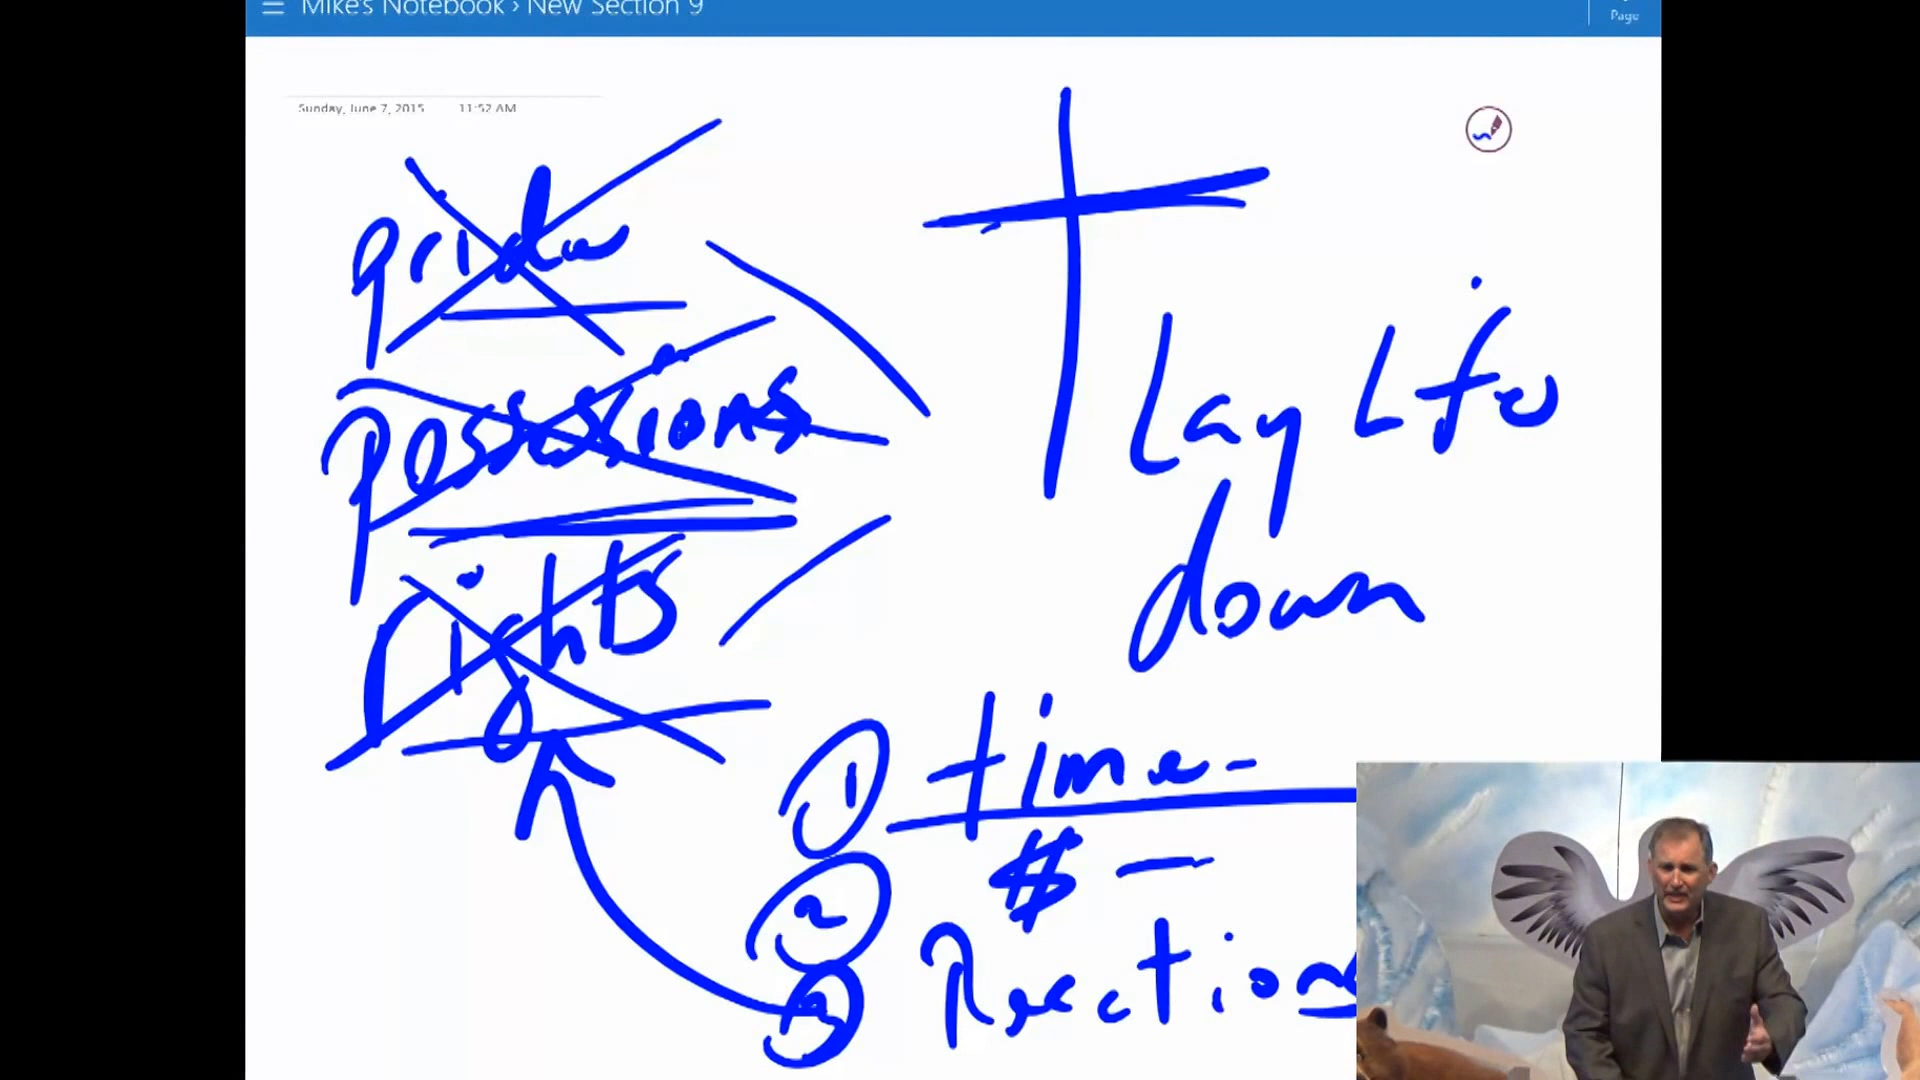 Mike's Notebook › New Section 9
Page
Sunday, June 7, 2015 11:52 AM
pride
possessions
rights
Lay Life
down
1 time-
2 $ -
3 Reactions